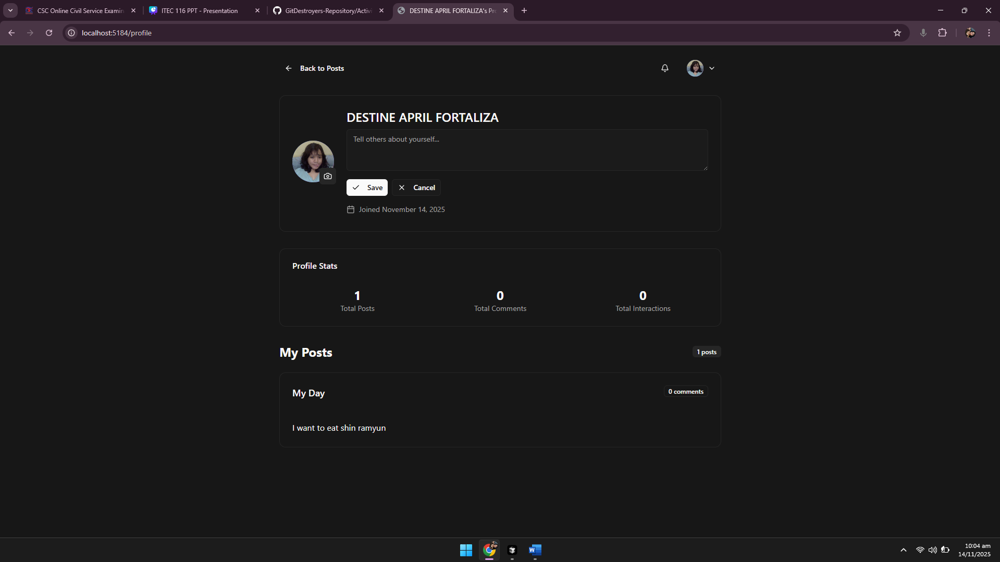 CSC Online Civil Service Examin
ITEC 116 PPT - Presentation
GitDestroyers-Repository/Activi
DESTINE APRIL FORTALIZA's Pr
localhost:5184/profile
Back to Posts
DESTINE APRIL FORTALIZA
Tell others about yourself...
Save
Cancel
Joined November 14, 2025
Profile Stats
1
0
0
Total Posts
Total Comments
Total Interactions
My Posts
1 posts
My Day
0 comments
I want to eat shin ramyun
10:04 am
14/11/2025